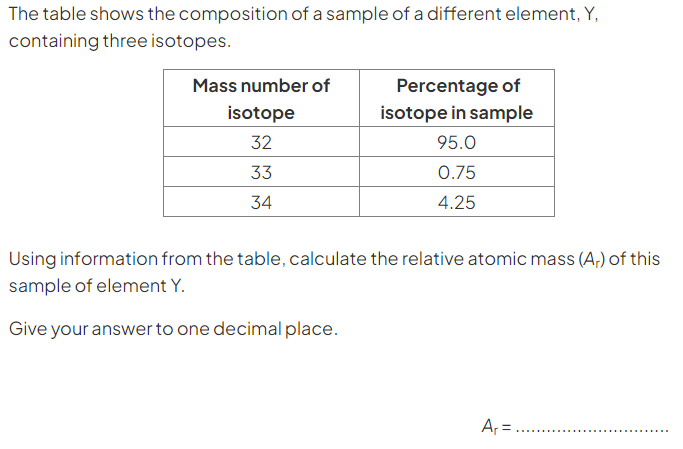 The table shows the composition of a sample of a different element, Y,
containing three isotopes.
Mass number of isotope Percentage of isotope in sample
32 95.0
33 0.75
34 4.25
Using information from the table, calculate the relative atomic mass (Aᵣ) of this
sample of element Y.
Give your answer to one decimal place.
Aᵣ = ..............................